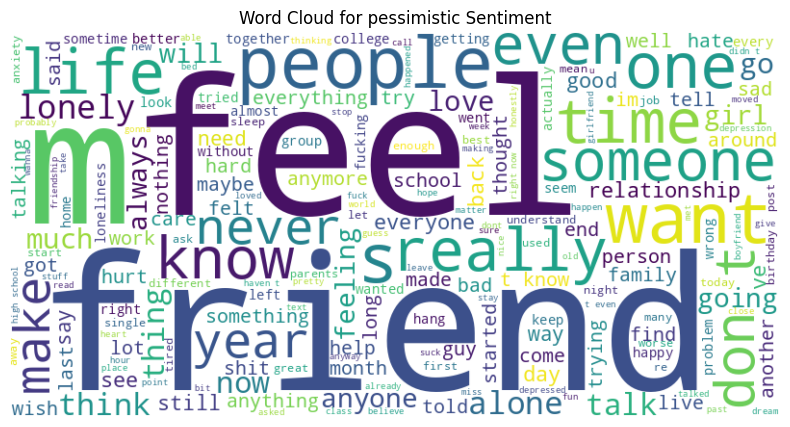 Word Cloud for pessimistic Sentiment
anxiety
sometime
better
able
together
thinking
college
call
getting
didn t
life
said
new
bed
will
people
happened
even
one
well
hate
every
go
look
tried
everything
try
stop
mean
u
good
actually
im
job
tell
moved
sad
lonely
almost
sleep
fucking
love
went
week
time
girl
depression
probably
gonna
meet
need
without
group
enough
honestly
girlfriend
around
m
feel
always
nothing
hard
anymore
making
best
thought
right now
someone
talking
wanna
friendship
home
take
loneliness
maybe
loved
fuck
world
school
hope
back
seem
happen
relationship
post
felt
care
never
let
matter
understand
want
met
give
much
work
ask
everyone
guess
dont
sure
end
used
boyfriend
birthday
start
know
feeling
s
really
nice
old
person
wrong
t
ve
got
stuff
read
hurt
parents
different
haven t
wanted
made
bad
leave
t know
family
today
going
make
high school
right
left
long
stay
night
t even
many
problem
close
say
single
text
something
hang
started
keep
way
find
worse
don
another
thing
year
friend
last
lot
heart
tired
pretty
help
guy
first
come
trying
happy
re
away
hour
place
see
shit
great
month
anyway
suck
day
now
point
bit
already
miss
depressed
fun
talked
past
dream
wish
think
still
anything
asked
anyone
class
believe
told
alone
talk
live